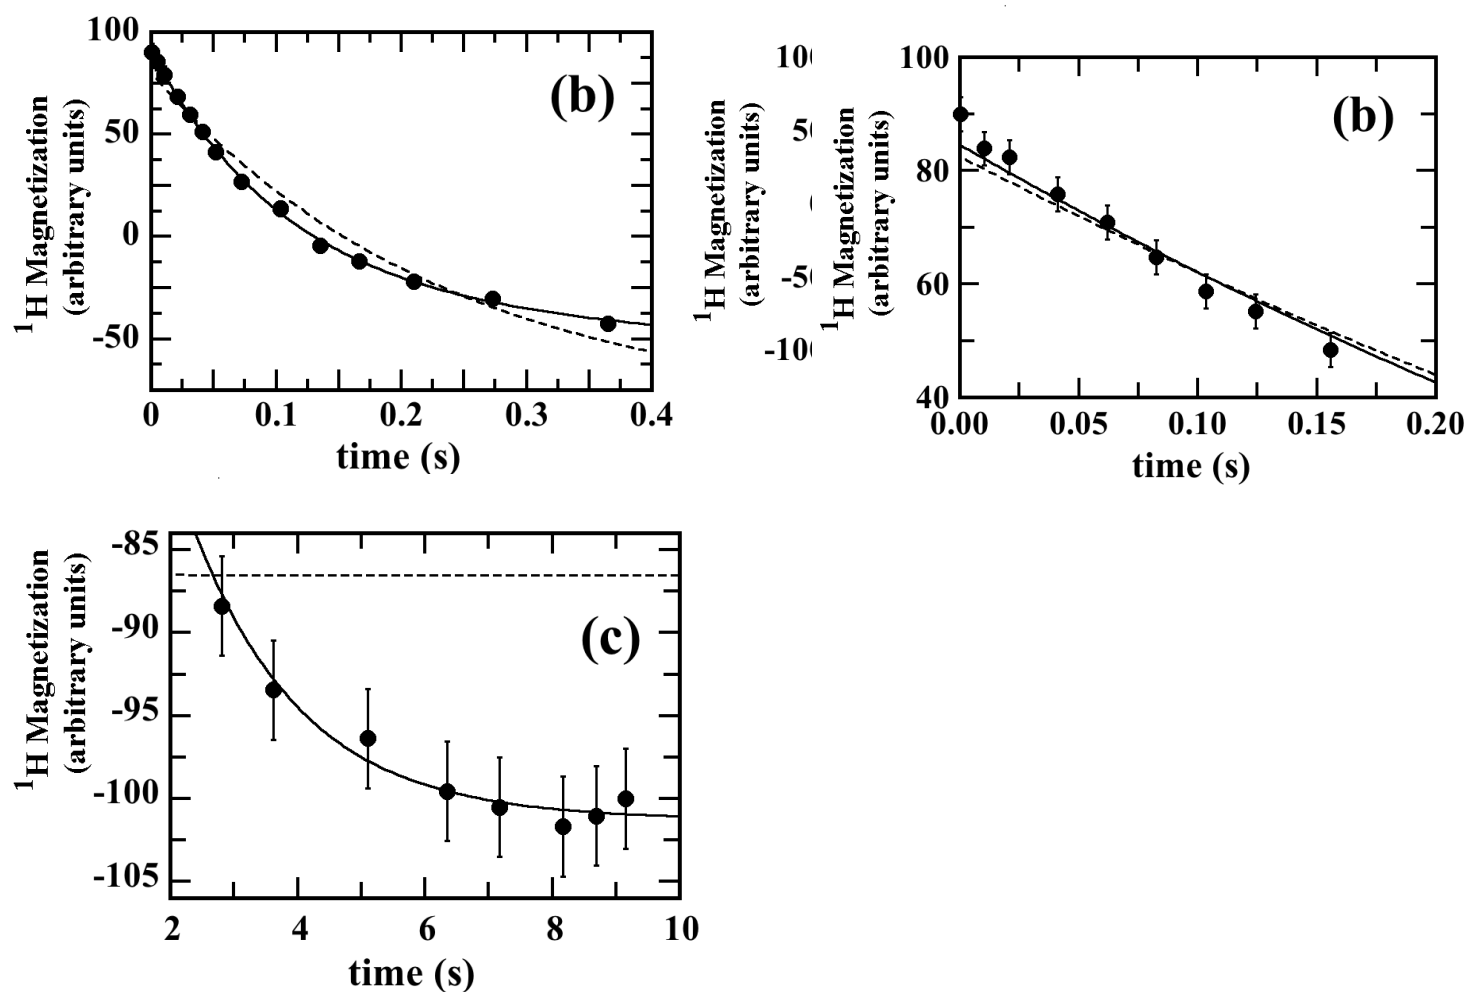 100
50
0
-50
¹H Magnetization
(arbitrary units)
(b)
0 0.1 0.2 0.3 0.4
time (s)
50
-50
¹H Magnetization
(arbitrary units)
100
80
60
40
¹H Magnetization
(arbitrary units)
(b)
0.00 0.05 0.10 0.15 0.20
time (s)
-85
-90
-95
-100
-105
¹H Magnetization
(arbitrary units)
(c)
2 4 6 8 10
time (s)